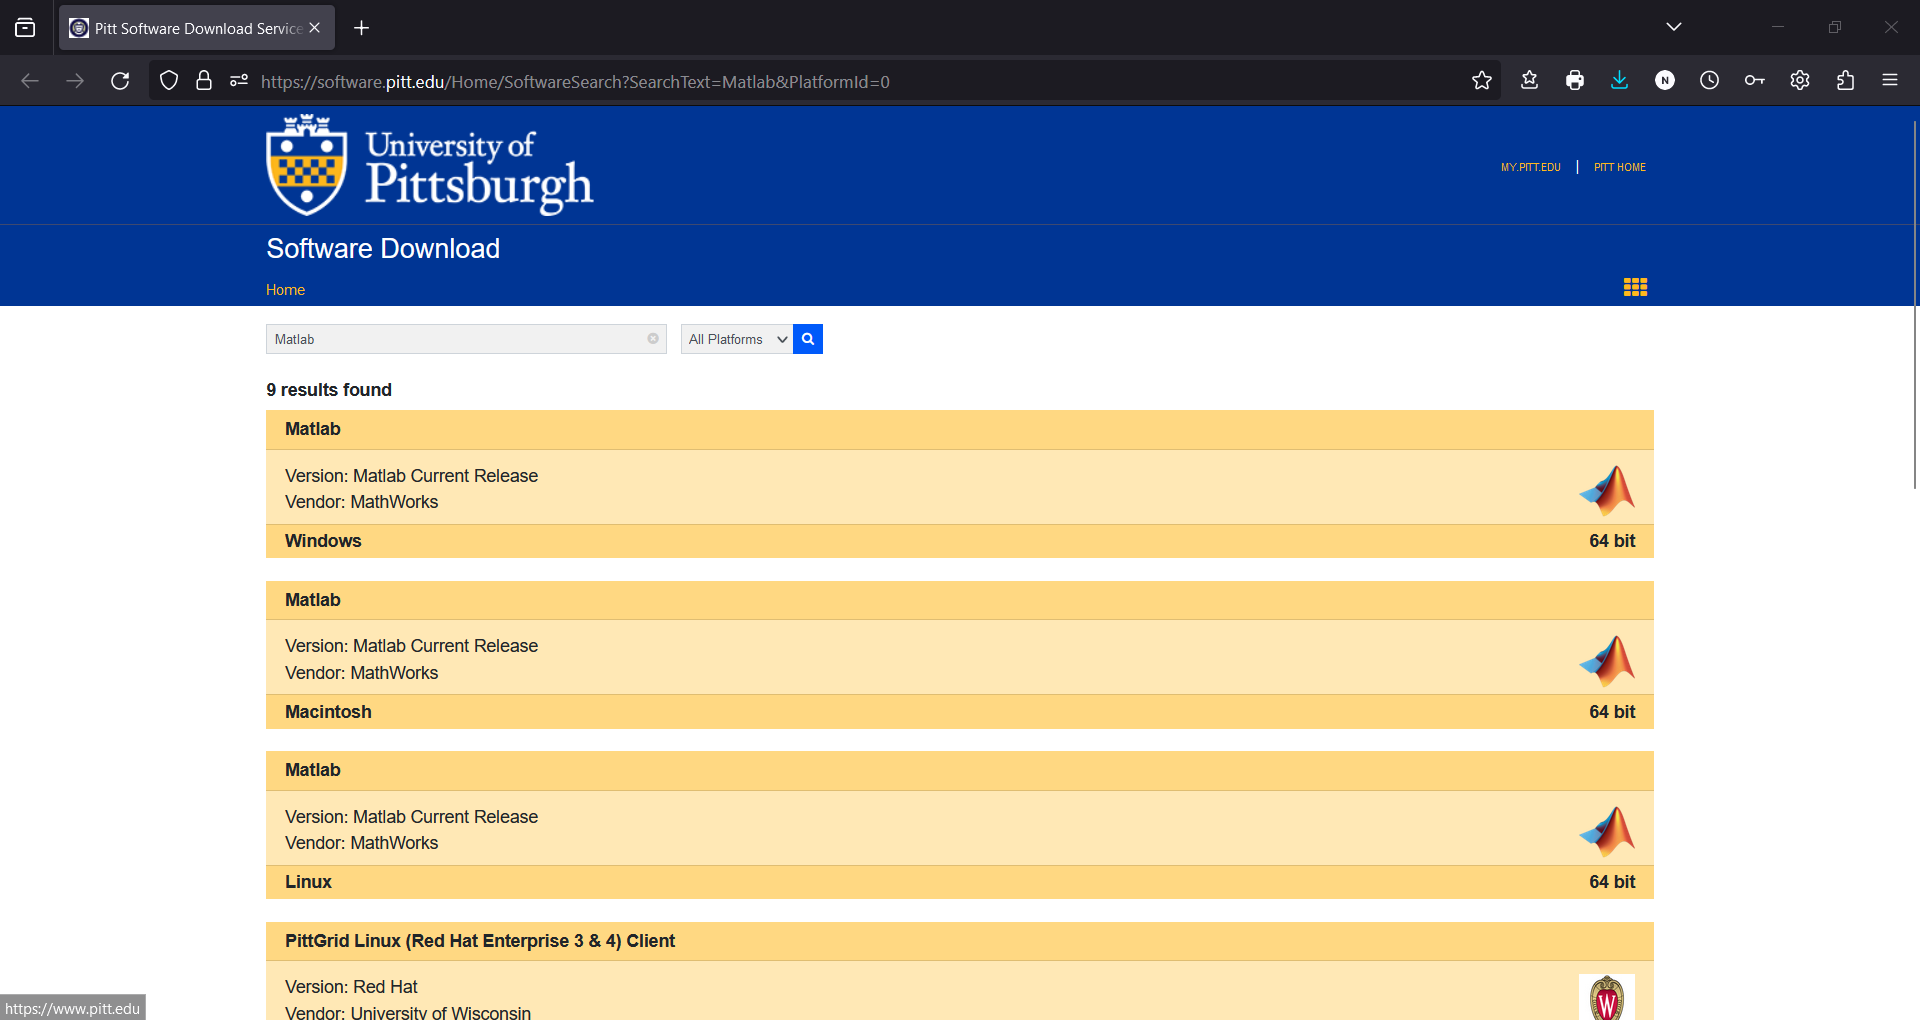 Pitt Software Download Service
https://software.pitt.edu/Home/SoftwareSearch?SearchText=Matlab&PlatformId=0
N
University of
Pittsburgh
MY.PITT.EDU | PITT HOME
Software Download
Home
Matlab
All Platforms
9 results found
Matlab
Version: Matlab Current Release
Vendor: MathWorks
Windows 64 bit
Matlab
Version: Matlab Current Release
Vendor: MathWorks
Macintosh 64 bit
Matlab
Version: Matlab Current Release
Vendor: MathWorks
Linux 64 bit
PittGrid Linux (Red Hat Enterprise 3 & 4) Client
Version: Red Hat
Vendor: University of Wisconsin
W
https://www.pitt.edu